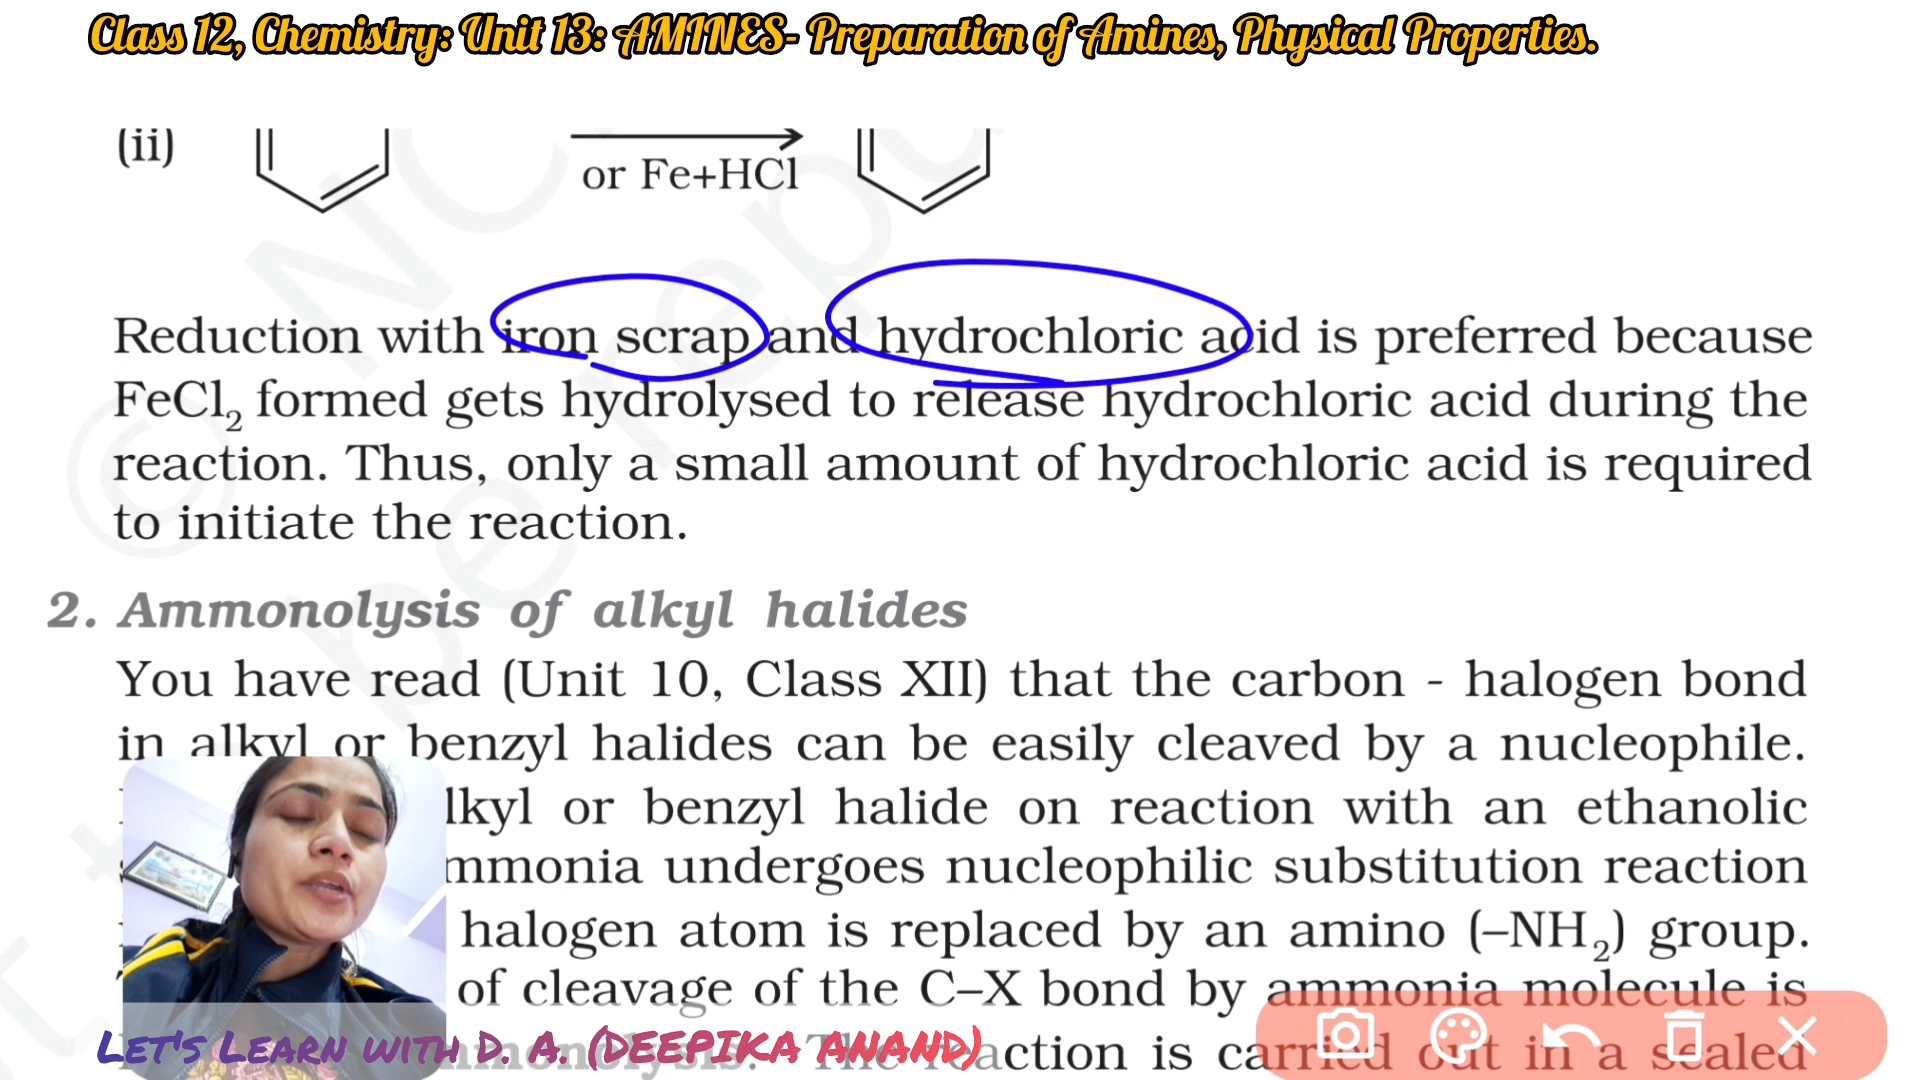 Class 12, Chemistry: Unit 13: AMINES- Preparation of Amines, Physical Properties.
(ii)
or Fe+HCl
Reduction with iron scrap and hydrochloric acid is preferred because
FeCl₂ formed gets hydrolysed to release hydrochloric acid during the
reaction. Thus, only a small amount of hydrochloric acid is required
to initiate the reaction.
2. Ammonolysis of alkyl halides
You have read (Unit 10, Class XII) that the carbon - halogen bond
in alkyl or benzyl halides can be easily cleaved by a nucleophile.
lkyl or benzyl halide on reaction with an ethanolic
mmonia undergoes nucleophilic substitution reaction
halogen atom is replaced by an amino (–NH₂) group.
of cleavage of the C–X bond by ammonia molecule is
LET'S LEARN WITH D. A. (DEEPIKA ANAND)
monolysis. The reaction is carried out in a sealed